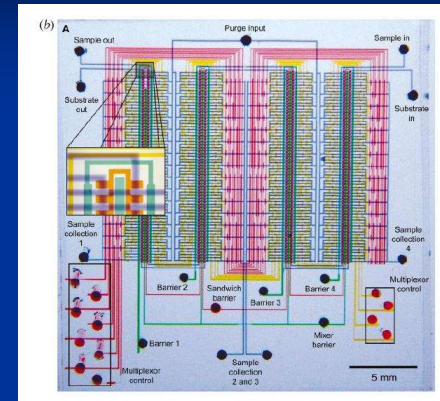 (b)
A
Purge input
Sample out
Sample in
Substrate
out
Substrate
in
Sample
collection
1
Sample
collection
4
Barrier 2
Sandwich
barrier
Barrier 3
Barrier 4
Multiplexor
control
Barrier 1
Mixer
barrier
Multiplexor
control
Sample
collection
2 and 3
5 mm